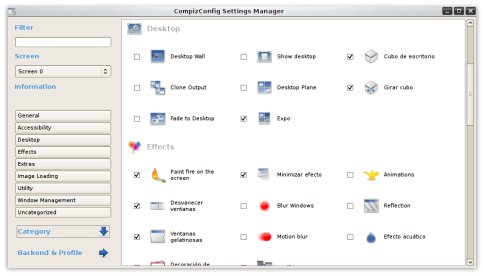 CompizConfig Settings Manager
Filter
Screen
Screen 0
Information
General
Accessibility
Desktop
Effects
Extras
Image Loading
Utility
Window Management
Uncategorized
Category
Backend & Profile
Desktop
Desktop Wall
Show desktop
Cubo de escritorio
Clone Output
Desktop Plane
Girar cubo
Fade to Desktop
Expo
Effects
Paint fire on the
screen
Minimizar efecto
Animations
Desvanecer
ventanas
Blur Windows
Reflection
Ventanas
gelatinosas
Motion blur
Efecto acuático
Decoración de